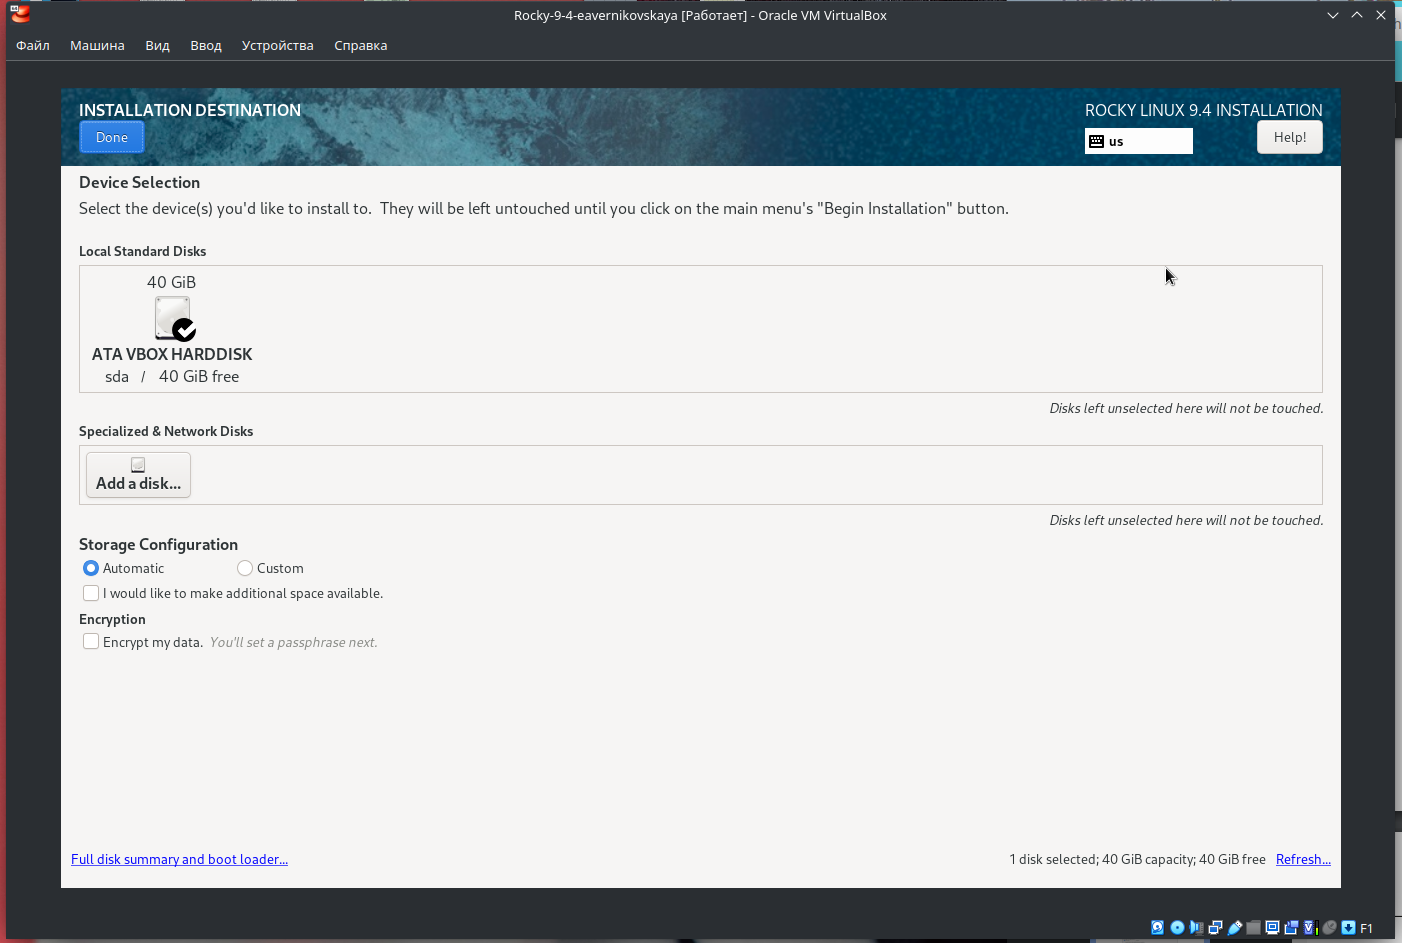 Rocky-9-4-eavernikovskaya [Работает] - Oracle VM VirtualBox
Файл Машина Вид Ввод Устройства Справка
INSTALLATION DESTINATION
ROCKY LINUX 9.4 INSTALLATION
Done
us
Help!
Device Selection
Select the device(s) you'd like to install to. They will be left untouched until you click on the main menu's "Begin Installation" button.
Local Standard Disks
40 GiB
ATA VBOX HARDDISK
sda / 40 GiB free
Disks left unselected here will not be touched.
Specialized & Network Disks
Add a disk...
Disks left unselected here will not be touched.
Storage Configuration
Automatic Custom
I would like to make additional space available.
Encryption
Encrypt my data. You'll set a passphrase next.
Full disk summary and boot loader...
1 disk selected; 40 GiB capacity; 40 GiB free Refresh...
F1